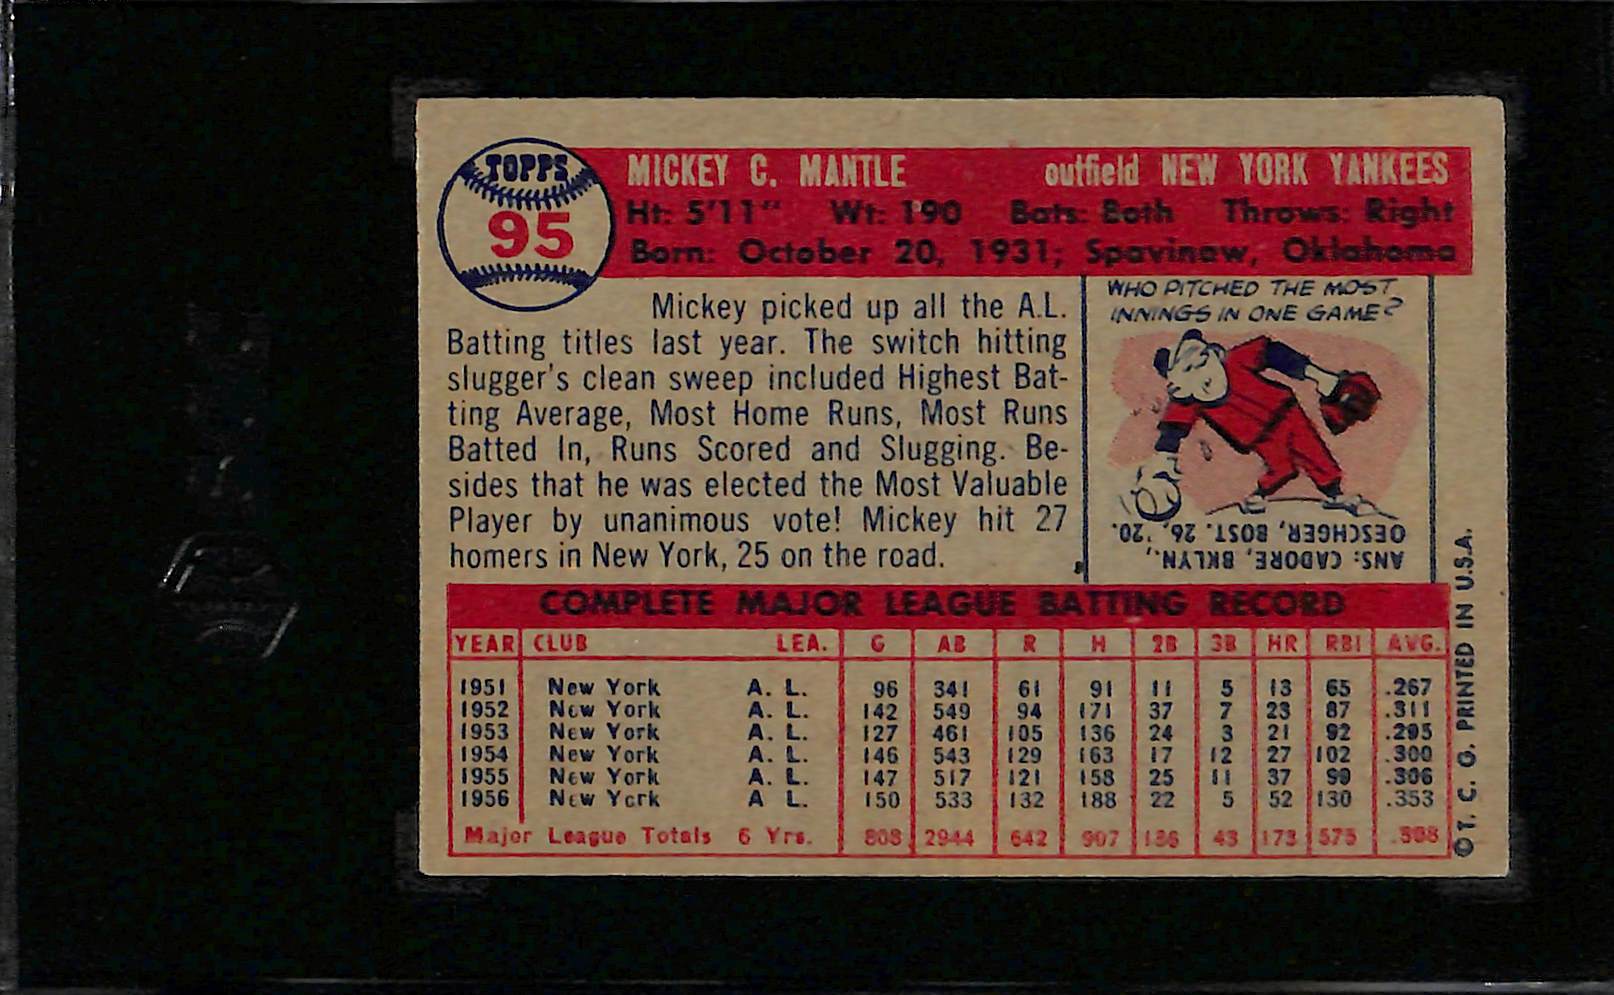 TOPPS
95
MICKEY C. MANTLE outfield NEW YORK YANKEES
Ht: 5'11" Wt: 190 Bats: Both Throws: Right
Born: October 20, 1931; Spavinaw, Oklahoma
Mickey picked up all the A.L.
Batting titles last year. The switch hitting
slugger's clean sweep included Highest Bat-
ting Average, Most Home Runs, Most Runs
Batted In, Runs Scored and Slugging. Be-
sides that he was elected the Most Valuable
Player by unanimous vote! Mickey hit 27
homers in New York, 25 on the road.
WHO PITCHED THE MOST
INNINGS IN ONE GAME?
ANS: CADORE, BKLYN.,
OESCHGER, BOST. 26, '20.
COMPLETE MAJOR LEAGUE BATTING RECORD
YEAR CLUB LEA. G AB R H 2B 3B HR RBI AVG.
1951 New York A. L. 96 341 61 91 11 5 13 65 .267
1952 New York A. L. 142 549 94 171 37 7 23 87 .311
1953 New York A. L. 127 461 105 136 24 3 21 92 .295
1954 New York A. L. 146 543 129 163 17 12 27 102 .300
1955 New York A. L. 147 517 121 158 25 11 37 99 .306
1956 New York A L. 150 533 132 188 22 5 52 130 .353
Major League Totals 6 Yrs. 808 2944 642 907 136 43 173 575 .308
© T. C. G. PRINTED IN U.S.A.